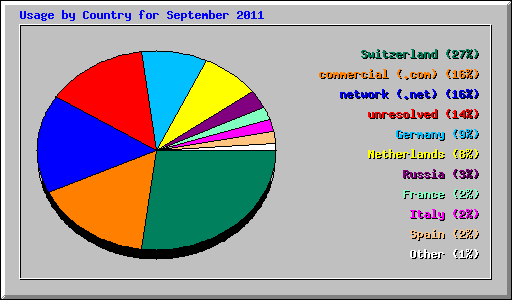 Usage by Country for September 2011
Switzerland (27%)
commercial (.com) (16%)
network (.net) (16%)
unresolved (14%)
Germany (9%)
Netherlands (8%)
Russia (3%)
France (2%)
Italy (2%)
Spain (2%)
Other (1%)